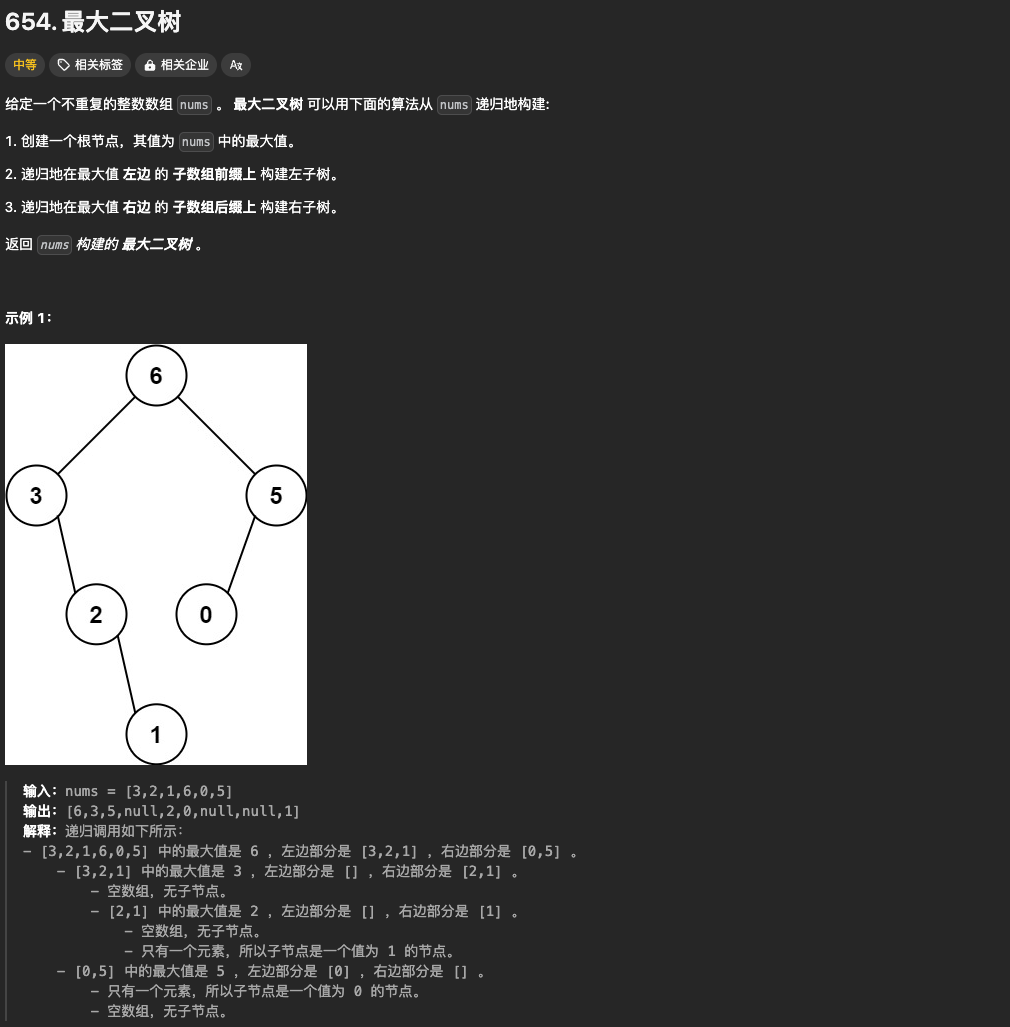 654. 最大二叉树
中等 相关标签 相关企业 Aあ
给定一个不重复的整数数组 nums 。 最大二叉树 可以用下面的算法从 nums 递归地构建:
1. 创建一个根节点，其值为 nums 中的最大值。
2. 递归地在最大值 左边 的 子数组前缀上 构建左子树。
3. 递归地在最大值 右边 的 子数组后缀上 构建右子树。
返回 nums 构建的 最大二叉树 。
示例 1：
6
3 5
2 0
1
输入：nums = [3,2,1,6,0,5]
输出：[6,3,5,null,2,0,null,null,1]
解释：递归调用如下所示：
- [3,2,1,6,0,5] 中的最大值是 6 ，左边部分是 [3,2,1] ，右边部分是 [0,5] 。
- [3,2,1] 中的最大值是 3 ，左边部分是 [] ，右边部分是 [2,1] 。
- 空数组，无子节点。
- [2,1] 中的最大值是 2 ，左边部分是 [] ，右边部分是 [1] 。
- 空数组，无子节点。
- 只有一个元素，所以子节点是一个值为 1 的节点。
- [0,5] 中的最大值是 5 ，左边部分是 [0] ，右边部分是 [] 。
- 只有一个元素，所以子节点是一个值为 0 的节点。
- 空数组，无子节点。